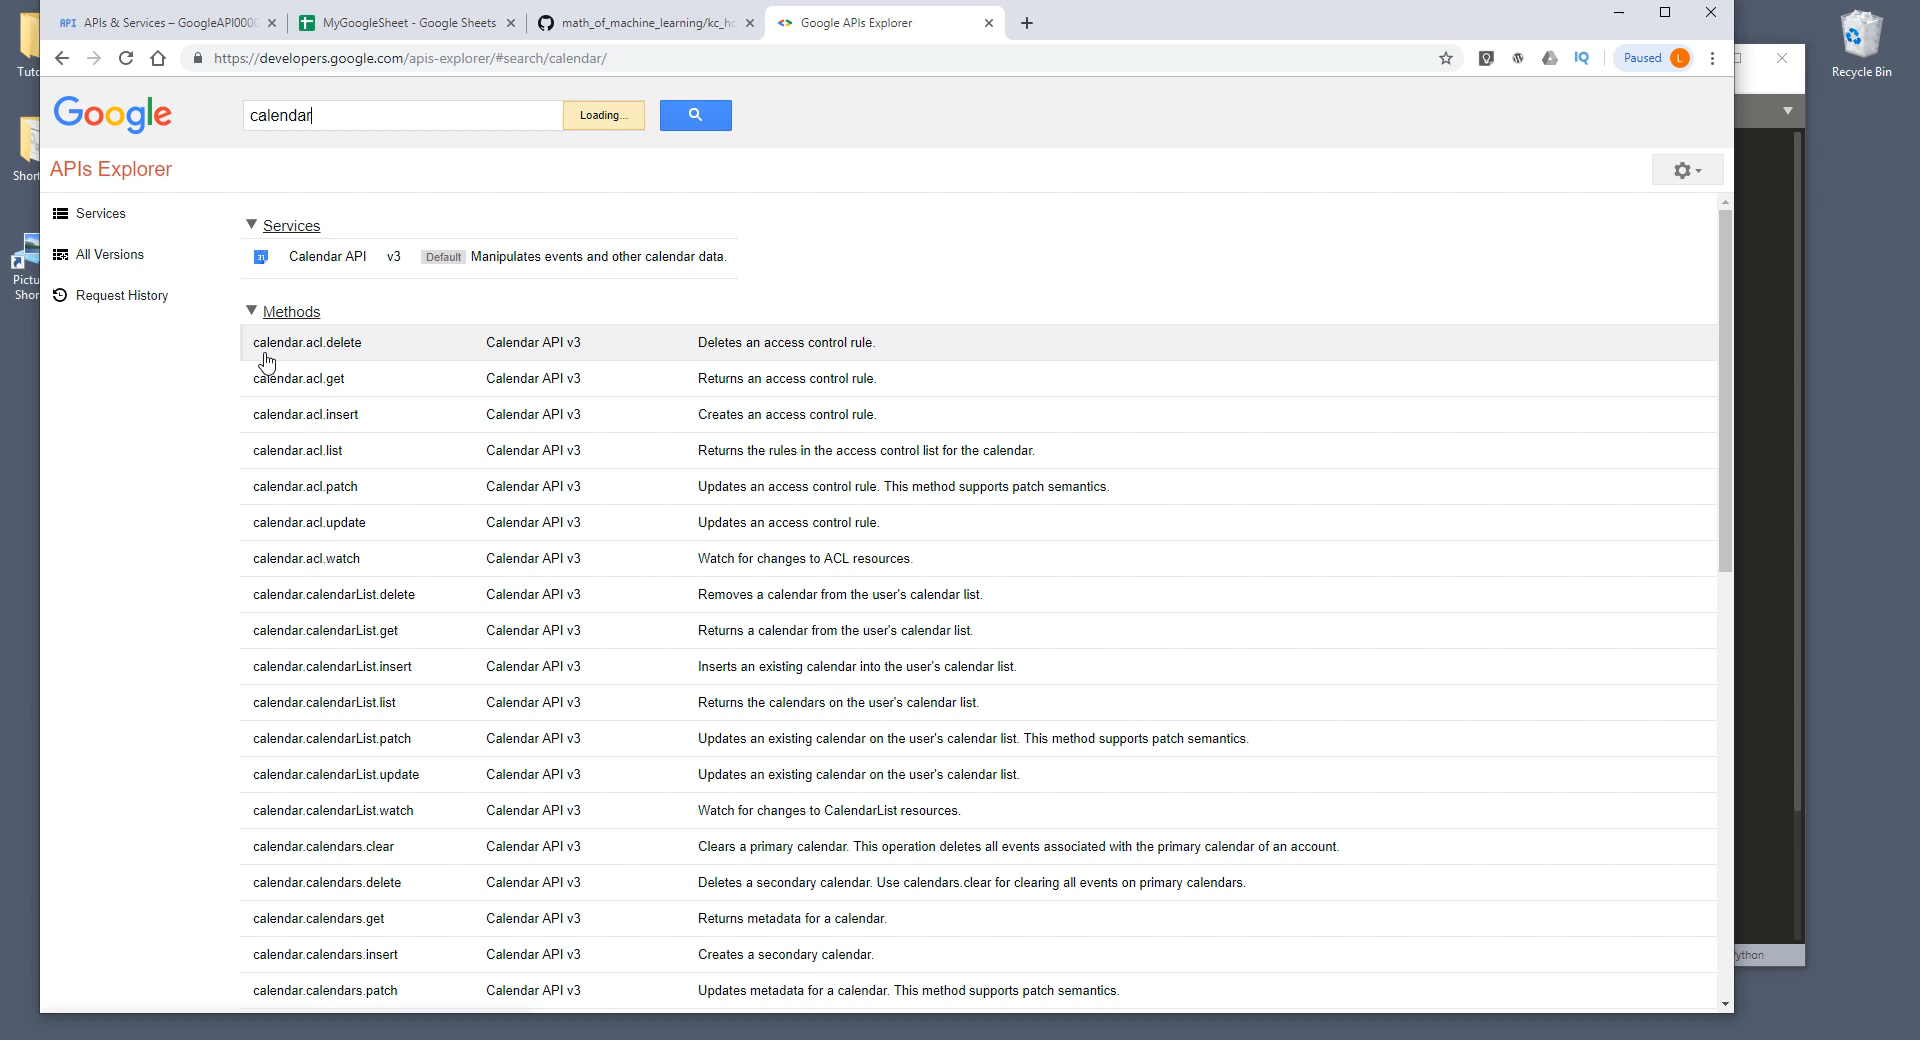 APIs & Services – GoogleAPI000
MyGoogleSheet - Google Sheets
math_of_machine_learning/kc_hc
Google APIs Explorer
https://developers.google.com/apis-explorer/#search/calendar/
IQ
Paused
L
Recycle Bin
Google
calendar
Loading...
APIs Explorer
Services
All Versions
Request History
Services
31
Calendar API v3 Default Manipulates events and other calendar data.
Methods
calendar.acl.delete Calendar API v3 Deletes an access control rule.
calendar.acl.get Calendar API v3 Returns an access control rule.
calendar.acl.insert Calendar API v3 Creates an access control rule.
calendar.acl.list Calendar API v3 Returns the rules in the access control list for the calendar.
calendar.acl.patch Calendar API v3 Updates an access control rule. This method supports patch semantics.
calendar.acl.update Calendar API v3 Updates an access control rule.
calendar.acl.watch Calendar API v3 Watch for changes to ACL resources.
calendar.calendarList.delete Calendar API v3 Removes a calendar from the user's calendar list.
calendar.calendarList.get Calendar API v3 Returns a calendar from the user's calendar list.
calendar.calendarList.insert Calendar API v3 Inserts an existing calendar into the user's calendar list.
calendar.calendarList.list Calendar API v3 Returns the calendars on the user's calendar list.
calendar.calendarList.patch Calendar API v3 Updates an existing calendar on the user's calendar list. This method supports patch semantics.
calendar.calendarList.update Calendar API v3 Updates an existing calendar on the user's calendar list.
calendar.calendarList.watch Calendar API v3 Watch for changes to CalendarList resources.
calendar.calendars.clear Calendar API v3 Clears a primary calendar. This operation deletes all events associated with the primary calendar of an account.
calendar.calendars.delete Calendar API v3 Deletes a secondary calendar. Use calendars.clear for clearing all events on primary calendars.
calendar.calendars.get Calendar API v3 Returns metadata for a calendar.
calendar.calendars.insert Calendar API v3 Creates a secondary calendar.
calendar.calendars.patch Calendar API v3 Updates metadata for a calendar. This method supports patch semantics.
Tuto
Short
Pictu
Shor
ython